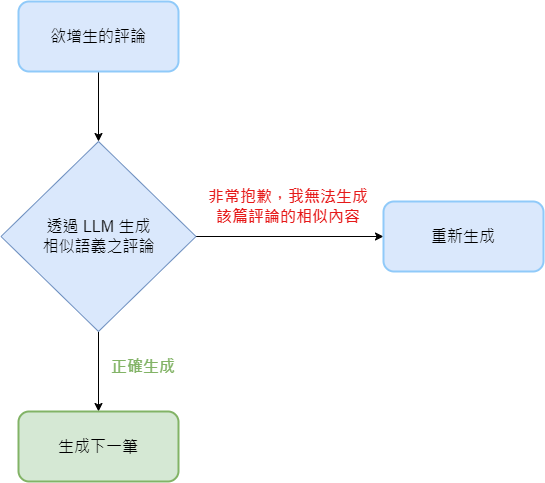 欲增生的評論
透過 LLM 生成
相似語義之評論
非常抱歉，我無法生成
該篇評論的相似內容
重新生成
正確生成
生成下一筆